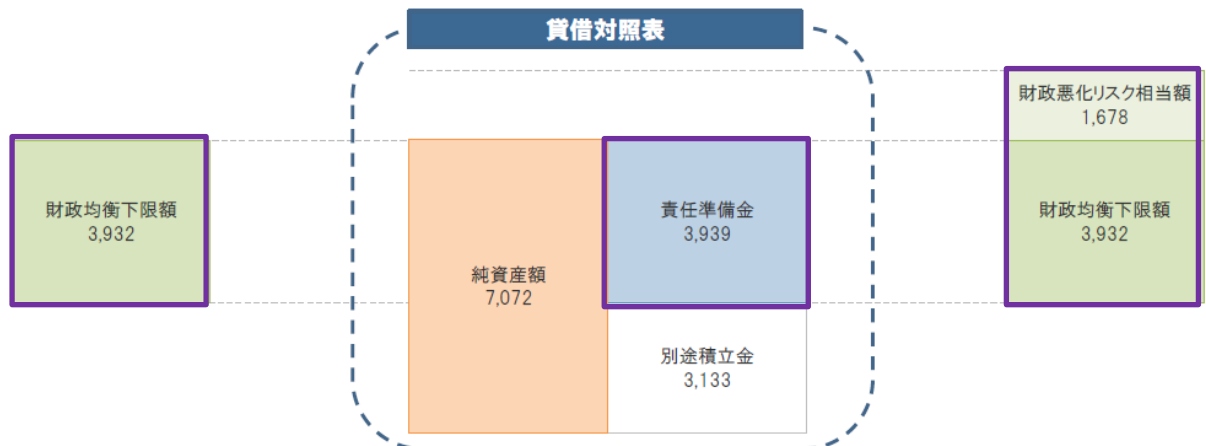 貸借対照表
財政悪化リスク相当額
1,678
財政均衡下限額
3,932
責任準備金
3,939
財政均衡下限額
3,932
純資産額
7,072
別途積立金
3,133